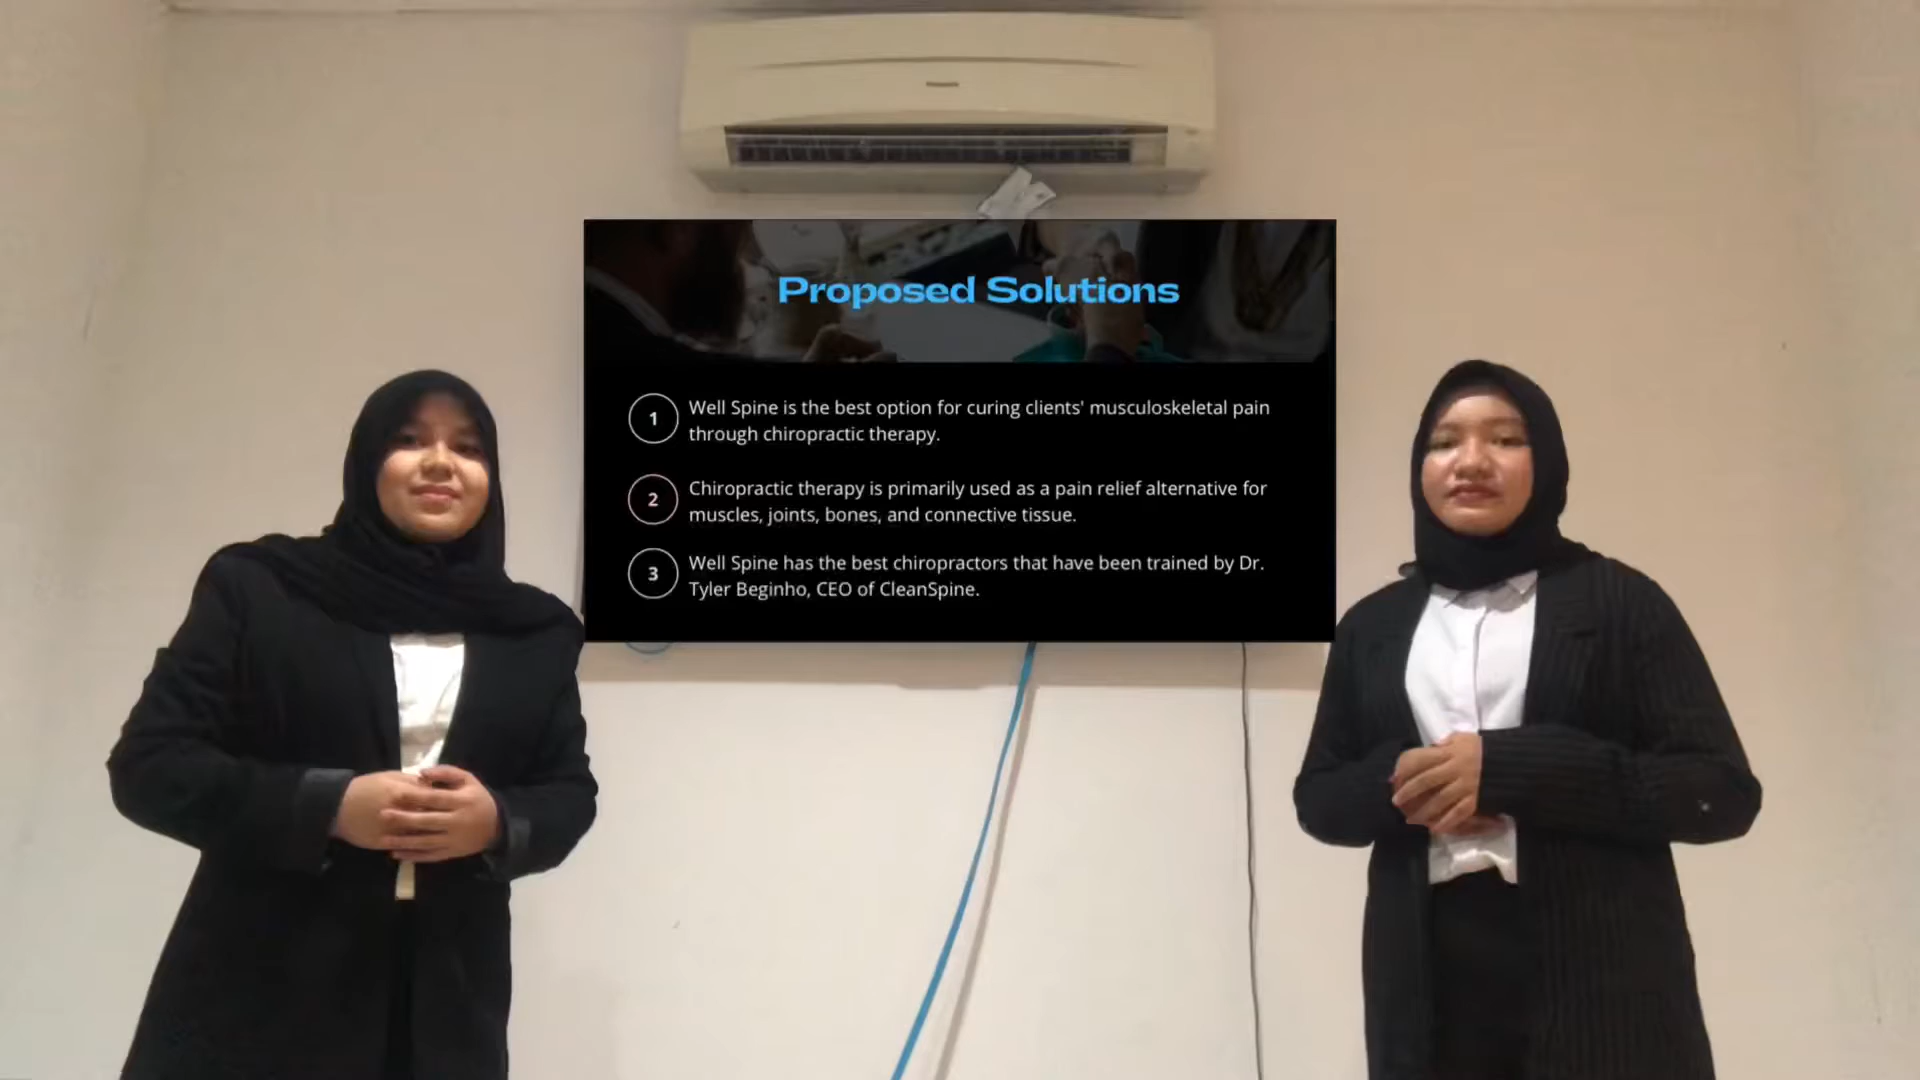 Proposed Solutions
1
Well Spine is the best option for curing clients' musculoskeletal pain
through chiropractic therapy.
2
Chiropractic therapy is primarily used as a pain relief alternative for
muscles, joints, bones, and connective tissue.
3
Well Spine has the best chiropractors that have been trained by Dr.
Tyler Beginho, CEO of CleanSpine.